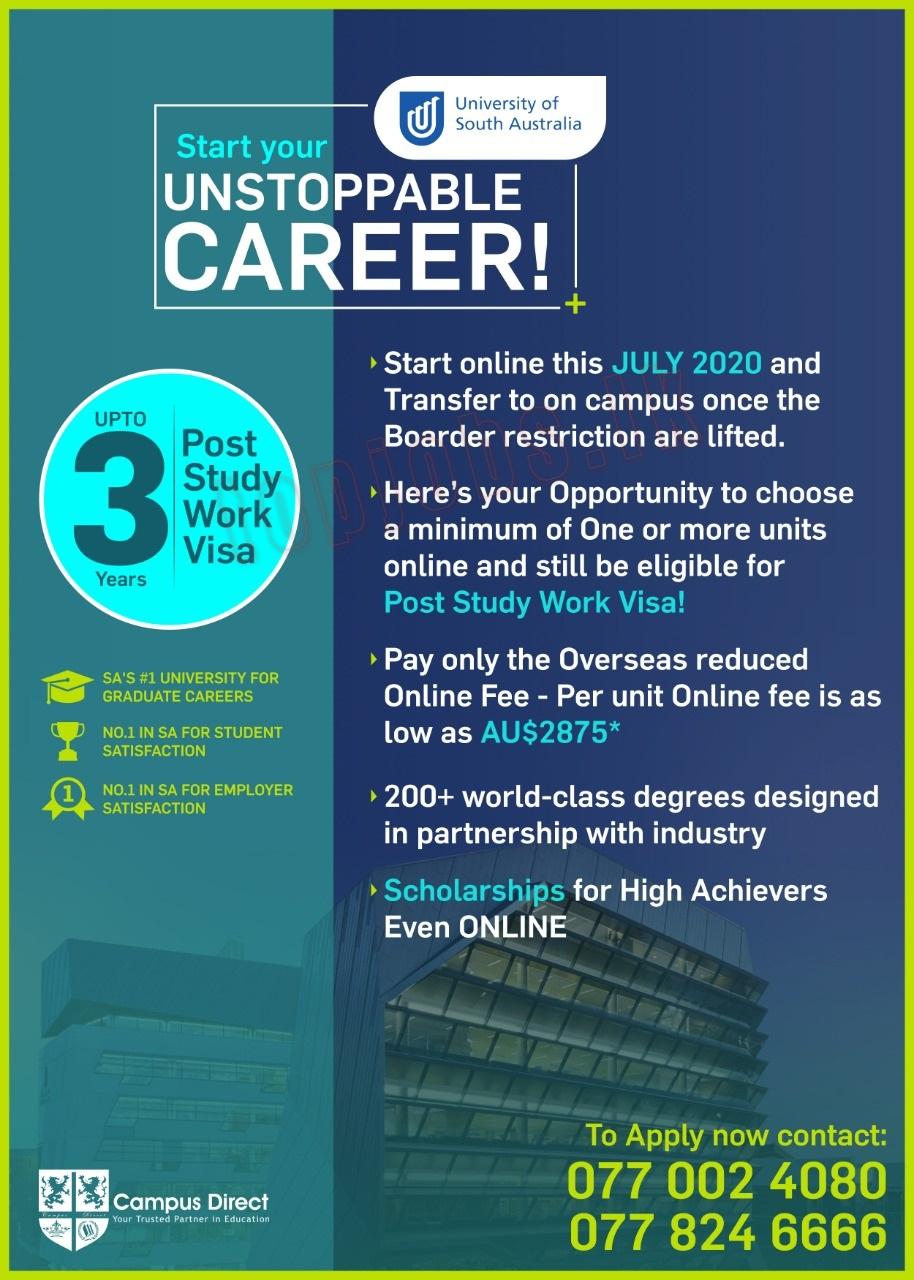 University of
South Australia
Start your
UNSTOPPABLE
CAREER!
Start online this JULY 2020 and
Transfer to on campus once the
Boarder restriction are lifted.
Here's your Opportunity to choose
a minimum of One or more units
online and still be eligible for
Post Study Work Visa!
Pay only the Overseas reduced
Online Fee - Per unit Online fee is as
low as AU$2875*
200+ world-class degrees designed
in partnership with industry
Scholarships for High Achievers
Even ONLINE
UPTO
3
Years
Post
Study
Work
Visa
SA'S #1 UNIVERSITY FOR
GRADUATE CAREERS
NO.1 IN SA FOR STUDENT
SATISFACTION
1
NO.1 IN SA FOR EMPLOYER
SATISFACTION
topjobs.lk
To Apply now contact:
077 002 4080
077 824 6666
Campus Direct
Campus Direct
Your Trusted Partner in Education